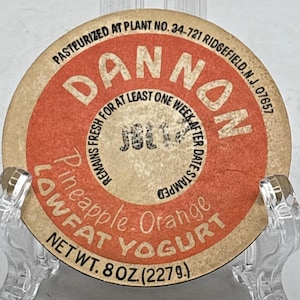 PASTEURIZED AT PLANT NO. 34-721 RIDGEFIELD, N.J. 07657
DANNON
REMAINS FRESH FOR AT LEAST ONE WEEK AFTER DATE STAMPED
Pineapple Orange
LOWFAT YOGURT
NET WT. 8 OZ. (227g.)